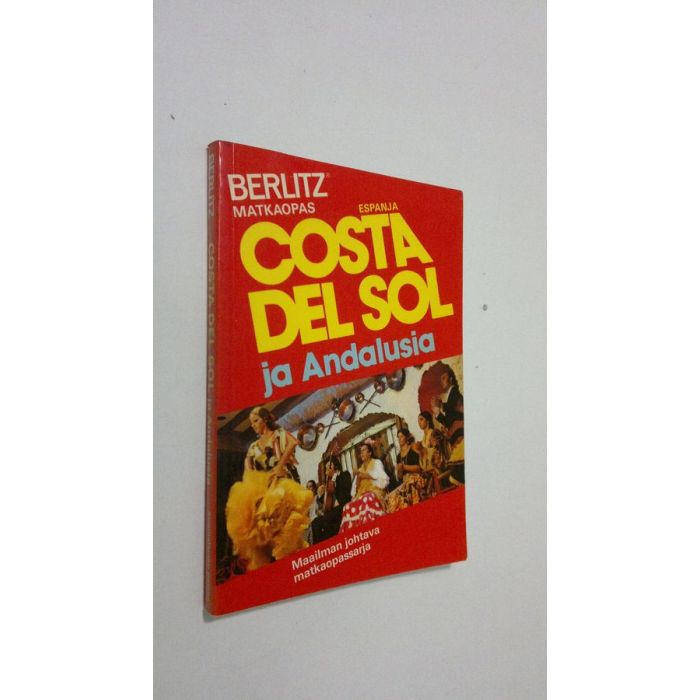 BERLITZ®
MATKAOPAS
ESPANJA
COSTA
DEL SOL
ja Andalusia
Maailman johtava
matkaopassarja
BERLITZ COSTA DEL SOL ja Andalusia